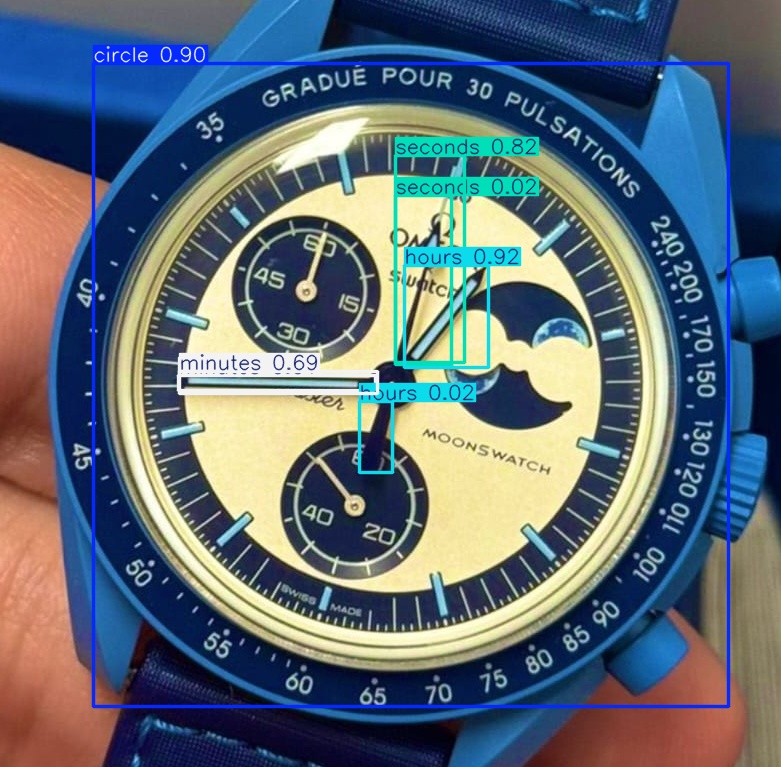 circle 0.90
GRADUÉ POUR 30 PULSATIONS
35
seconds 0.82
seconds 0.02
hours 0.92
swatch
240 200 170 150 130 120 110 100 90 85 80 75 70 65 60 55 50 45 40
60
45 15
30
minutes 0.69
hours 0.02
MOONSWATCH
40 20
SWISS MADE